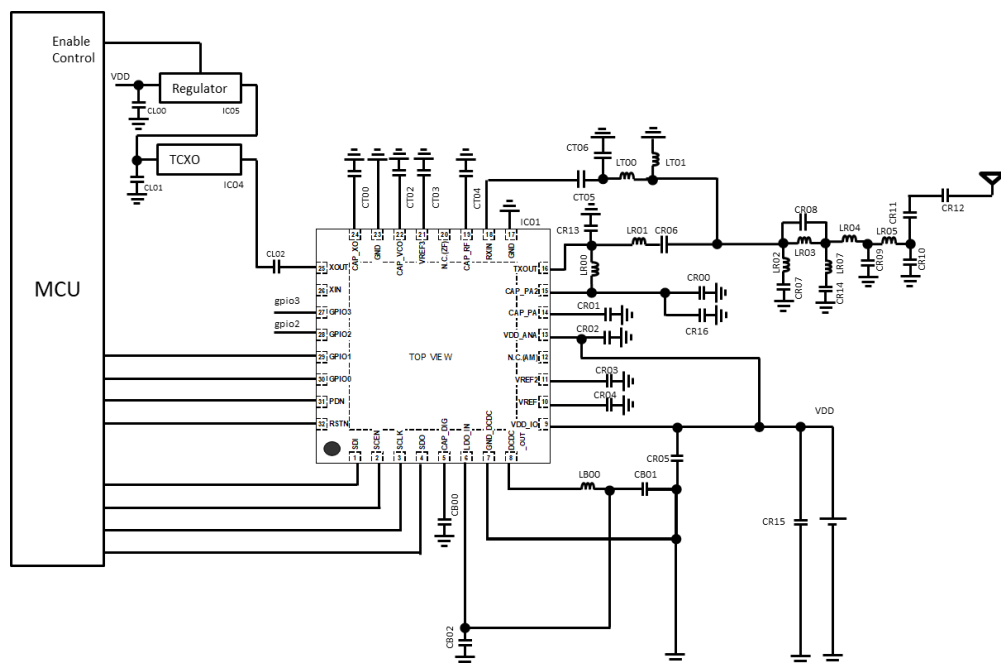 Enable
Control
VDD
Regulator
CL00
IC05
TCXO
CL01
IC04
CL02
MCU
gpio3
gpio2
CT00
CT02
CT03
CT04
CT06
LT00
LT01
CT05
IC01
CR13
LR01
CR06
LR00
CR00
CR16
CR01
CR02
CR03
CR04
CR05
CR08
LR03
LR02
CR07
LR07
CR14
LR04
CR09
LR05
CR10
CR11
CR12
24
23
22
21
20
19
18
17
CAP_XO
GND
CAP_VCO
VREF3
N.C.(ZF)
CAP_RF
RXIN
GND
25 XOUT
26 XIN
27 GPIO3
28 GPIO2
29 GPIO1
30 GPIO0
31 PDN
32 RSTN
TOP VIEW
TXOUT 16
CAP_PA2 15
CAP_PA 14
VDD_ANA 13
N.C.(AM) 12
VREF2 11
VREF 10
VDD_IO 9
SDI
SCEN
SCLK
SDO
CAP_DIG
LDO_IN
GND_DCDC
DCDC
_OUT
1
2
3
4
5
6
7
8
VDD
LB00
CB01
CB00
CB02
CR15